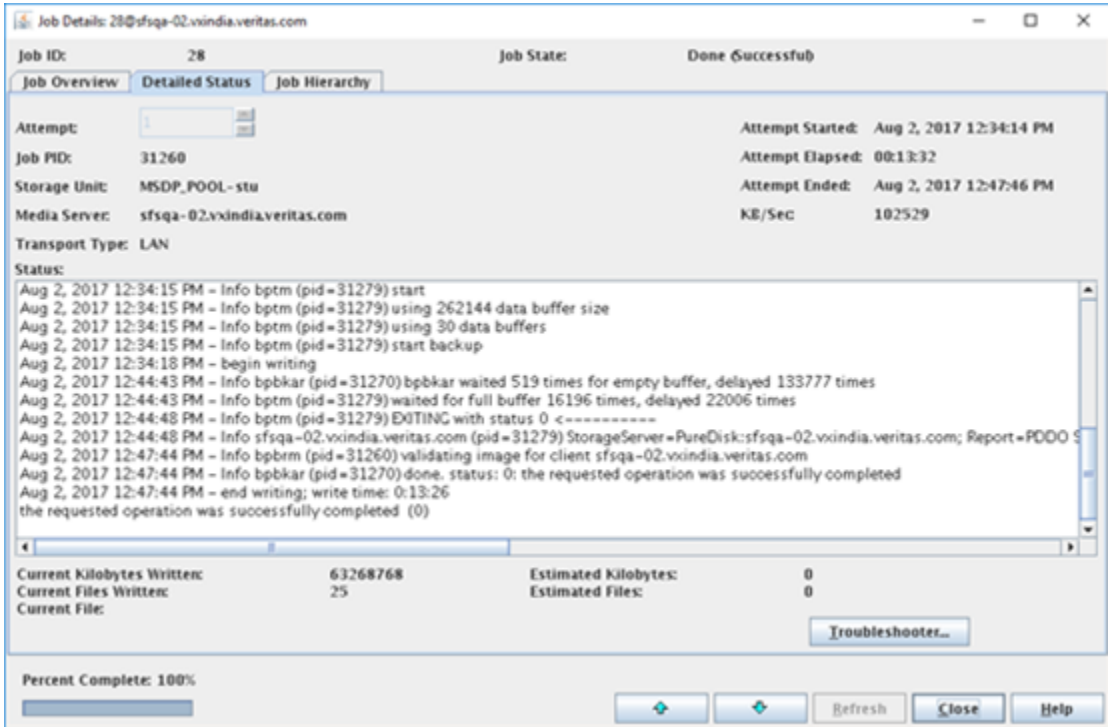 Job Details: 28@sfsqa-02.vxindia.veritas.com
Job ID: 28 Job State: Done (Successful)
Job Overview Detailed Status Job Hierarchy
Attempt: 1 Attempt Started: Aug 2, 2017 12:34:14 PM
Job PID: 31260 Attempt Elapsed: 00:13:32
Storage Unit: MSDP_POOL-stu Attempt Ended: Aug 2, 2017 12:47:46 PM
Media Server: sfsqa-02.vxindia.veritas.com KB/Sec: 102529
Transport Type: LAN
Status:
Aug 2, 2017 12:34:15 PM - Info bptm (pid=31279) start
Aug 2, 2017 12:34:15 PM - Info bptm (pid=31279) using 262144 data buffer size
Aug 2, 2017 12:34:15 PM - Info bptm (pid=31279) using 30 data buffers
Aug 2, 2017 12:34:15 PM - Info bptm (pid=31279) start backup
Aug 2, 2017 12:34:18 PM - begin writing
Aug 2, 2017 12:44:43 PM - Info bpbkar (pid=31270) bpbkar waited 519 times for empty buffer, delayed 133777 times
Aug 2, 2017 12:44:43 PM - Info bptm (pid=31279) waited for full buffer 16196 times, delayed 22006 times
Aug 2, 2017 12:44:48 PM - Info bptm (pid=31279) EXITING with status 0 <----------
Aug 2, 2017 12:44:48 PM - Info sfsqa-02.vxindia.veritas.com (pid=31279) StorageServer=PureDisk:sfsqa-02.vxindia.veritas.com; Report=PDDO S
Aug 2, 2017 12:47:44 PM - Info bpbrm (pid=31260) validating image for client sfsqa-02.vxindia.veritas.com
Aug 2, 2017 12:47:44 PM - Info bpbkar (pid=31270) done. status: 0: the requested operation was successfully completed
Aug 2, 2017 12:47:44 PM - end writing; write time: 0:13:26
the requested operation was successfully completed (0)
Current Kilobytes Written: 63268768 Estimated Kilobytes: 0
Current Files Written: 25 Estimated Files: 0
Current File:
Troubleshooter...
Percent Complete: 100%
Refresh Close Help